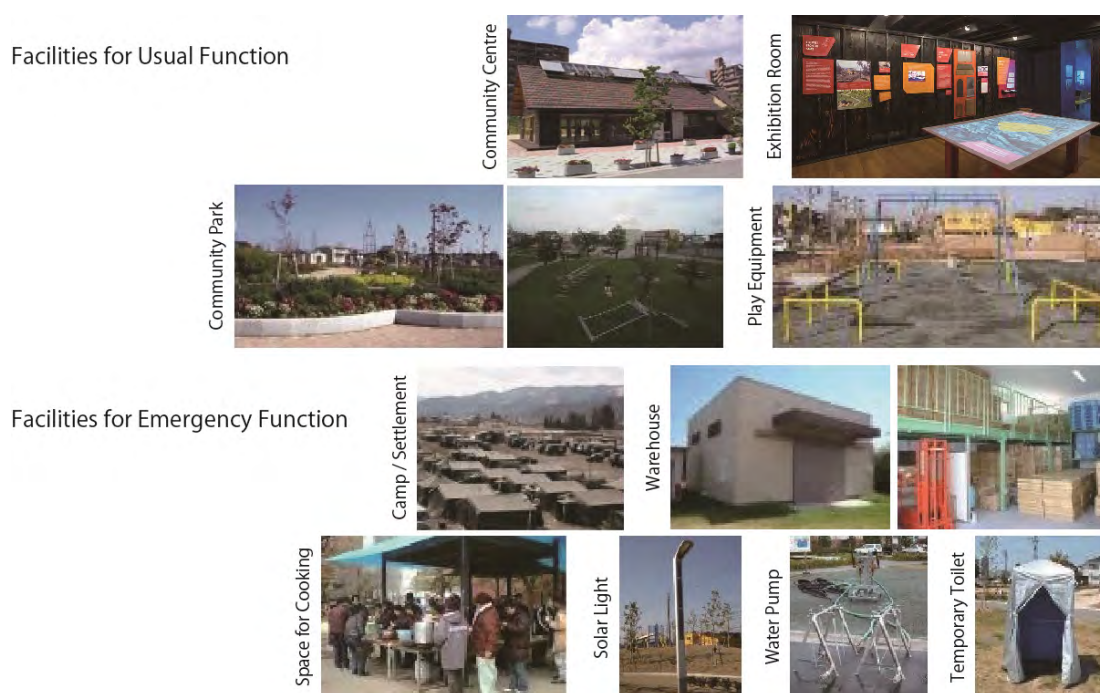 Facilities for Usual Function
Community Centre
Exhibition Room
Community Park
Play Equipment
Facilities for Emergency Function
Camp / Settlement
Warehouse
Space for Cooking
Solar Light
Water Pump
Temporary Toilet